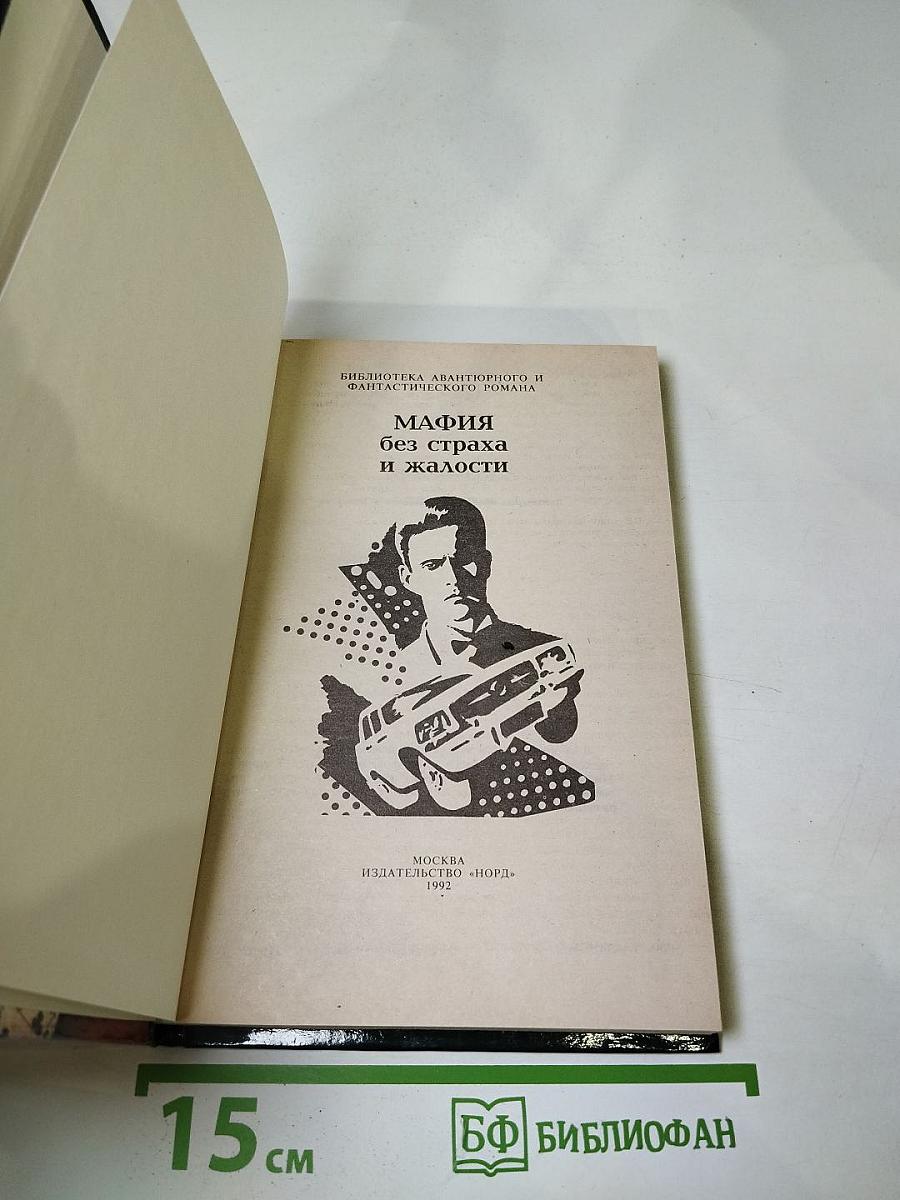 БИБЛИОТЕКА АВАНТЮРНОГО И
ФАНТАСТИЧЕСКОГО РОМАНА
МАФИЯ
без страха
и жалости
МОСКВА
ИЗДАТЕЛЬСТВО «НОРД»
1992
15 см
БФ БИБЛИОФАН